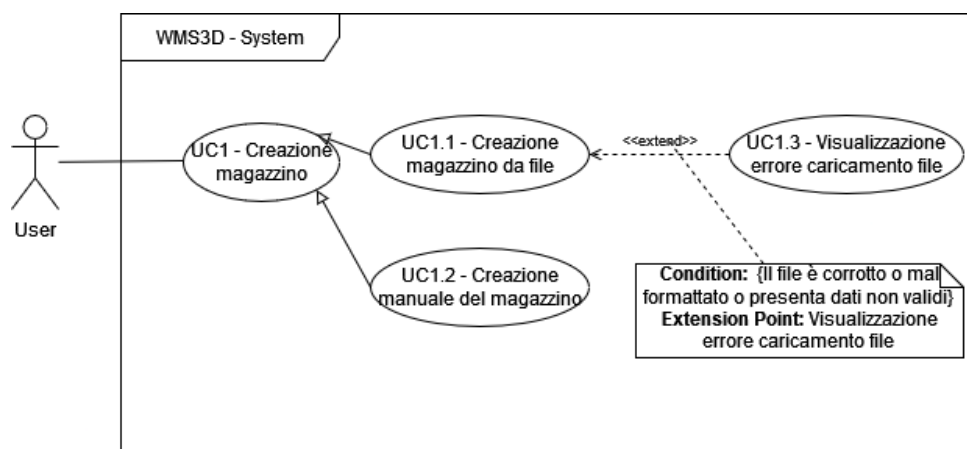 WMS3D - System
User
UC1 - Creazione
magazzino
UC1.1 - Creazione
magazzino da file
<<extend>>
UC1.3 - Visualizzazione
errore caricamento file
UC1.2 - Creazione
manuale del magazzino
Condition: {Il file è corrotto o mal
formattato o presenta dati non validi}
Extension Point: Visualizzazione
errore caricamento file